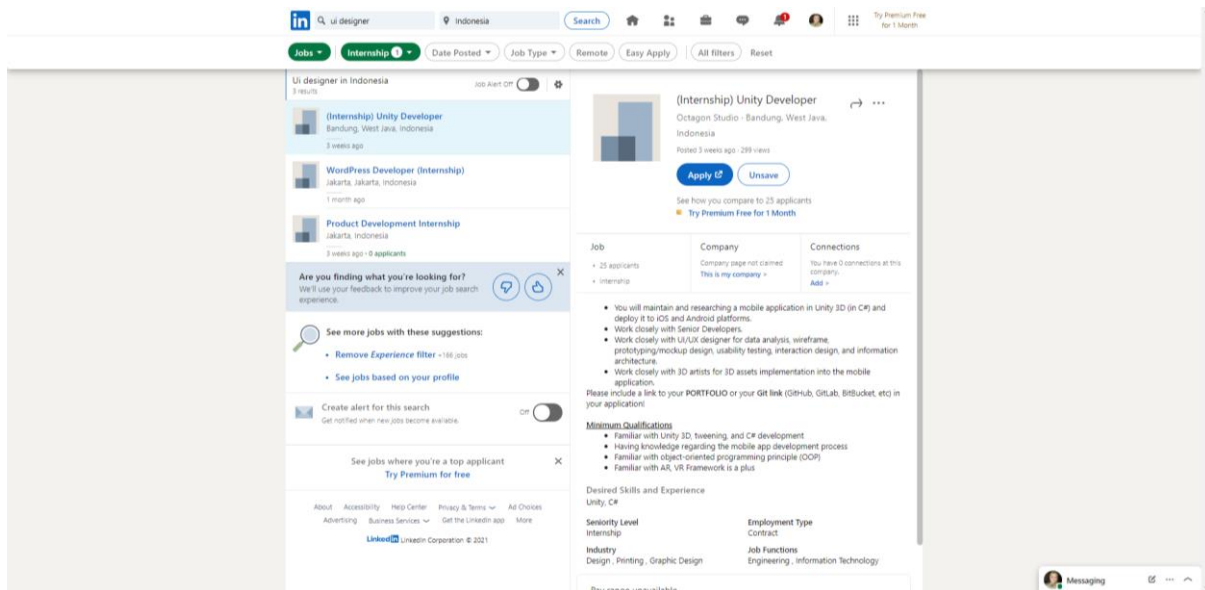 in
ui designer
Indonesia
Search
Try Premium Free
for 1 Month
Jobs
Internship 1
Date Posted
Job Type
Remote
Easy Apply
All filters
Reset
Ui designer in Indonesia
3 results
Job Alert Off
(Internship) Unity Developer
Bandung, West Java, Indonesia
3 weeks ago
WordPress Developer (Internship)
Jakarta, Jakarta, Indonesia
1 month ago
Product Development Internship
Jakarta, Indonesia
3 weeks ago • 0 applicants
Are you finding what you're looking for?
We'll use your feedback to improve your job search
experience.
See more jobs with these suggestions:
• Remove Experience filter
• See jobs based on your profile
Create alert for this search
Get notified when new jobs become available.
Off
See jobs where you're a top applicant
Try Premium for free
About Accessibility Help Center Privacy & Terms Ad Choices
Advertising Business Services Get the LinkedIn app More
LinkedIn LinkedIn Corporation © 2021
(Internship) Unity Developer
Octagon Studio · Bandung, West Java,
Indonesia
Posted 3 weeks ago · 299 views
Apply
Unsave
See how you compare to 25 applicants
Try Premium Free for 1 Month
Job
• 25 applicants
• Internship
Company
Company page not claimed
This is my company »
Connections
You have 0 connections at this
company.
Add »
• You will maintain and researching a mobile application in Unity 3D (in C#) and
deploy it to iOS and Android platforms.
• Work closely with Senior Developers.
• Work closely with UI/UX designer for data analysis, wireframe,
prototyping/mockup design, usability testing, interaction design, and information
architecture.
• Work closely with 3D artists for 3D assets implementation into the mobile
application.
Please include a link to your PORTFOLIO or your Git link (GitHub, GitLab, BitBucket, etc) in
your application!
Minimum Qualifications
• Familiar with Unity 3D, tweening, and C# development
• Having knowledge regarding the mobile app development process
• Familiar with object-oriented programming principle (OOP)
• Familiar with AR, VR Framework is a plus
Desired Skills and Experience
Unity, C#
Seniority Level
Internship
Employment Type
Contract
Industry
Design , Printing , Graphic Design
Job Functions
Engineering , Information Technology
Messaging